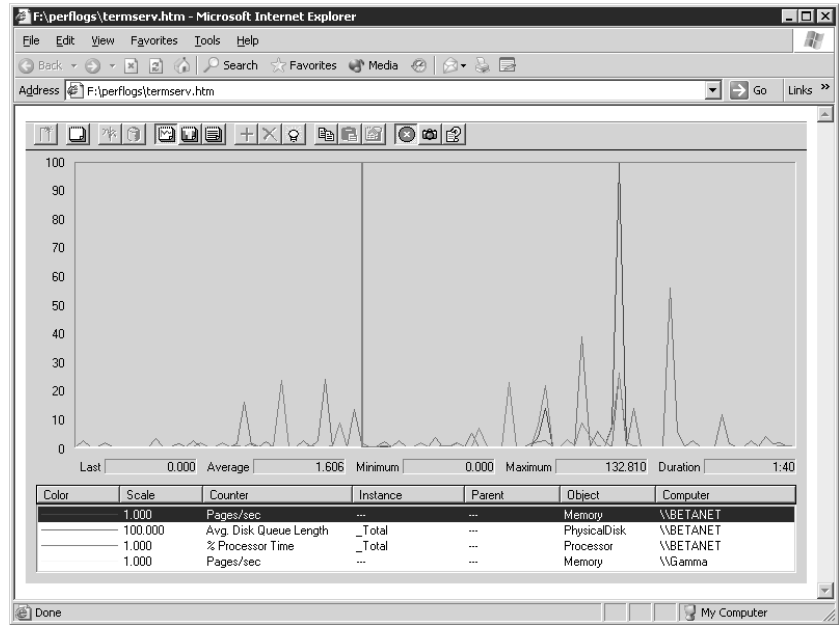 F:\perflogs\termserv.htm - Microsoft Internet Explorer
File Edit View Favorites Tools Help
Back Search Favorites Media
Address F:\perflogs\termserv.htm Go Links »
100
90
80
70
60
50
40
30
20
10
0
Last 0.000 Average 1.606 Minimum 0.000 Maximum 132.810 Duration 1:40
Color Scale Counter Instance Parent Object Computer
1.000 Pages/sec --- --- Memory \\BETANET
100.000 Avg. Disk Queue Length _Total --- PhysicalDisk \\BETANET
1.000 % Processor Time _Total --- Processor \\BETANET
1.000 Pages/sec --- --- Memory \\Gamma
Done My Computer